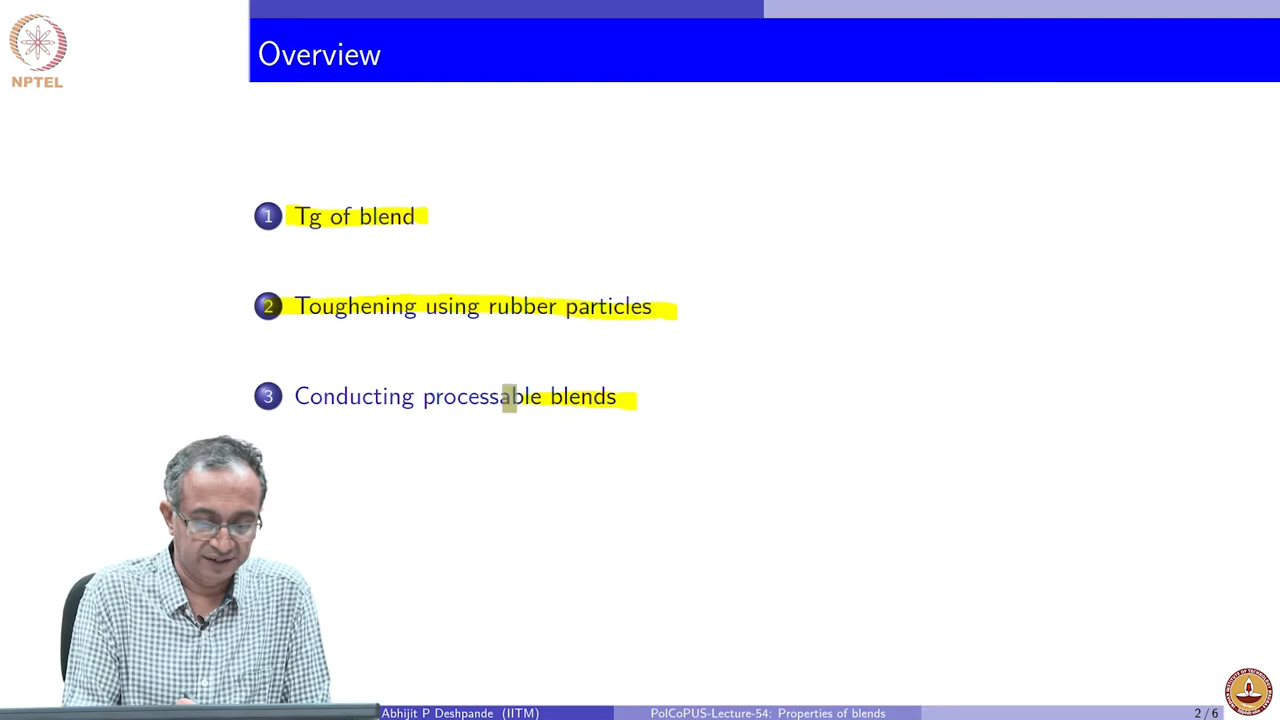 NPTEL
Overview
1 Tg of blend
2 Toughening using rubber particles
3 Conducting processable blends
Abhijit P Deshpande (IITM) PolCoPUS-Lecture-54: Properties of blends 2 / 6